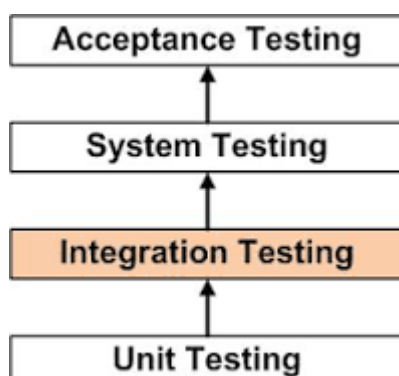 Acceptance Testing
System Testing
Integration Testing
Unit Testing